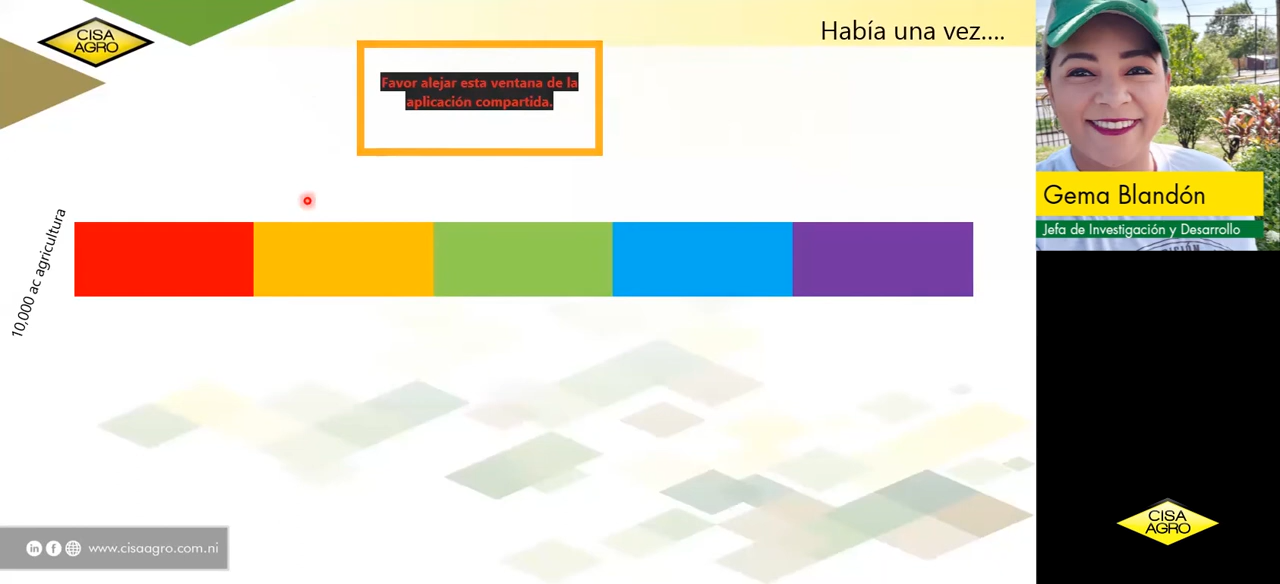 CISA
AGRO
Había una vez....
Favor alejar esta ventana de la
aplicación compartida.
10,000 ac agricultura
Gema Blandón
Jefa de Investigación y Desarrollo
www.cisaagro.com.ni
CISA
AGRO